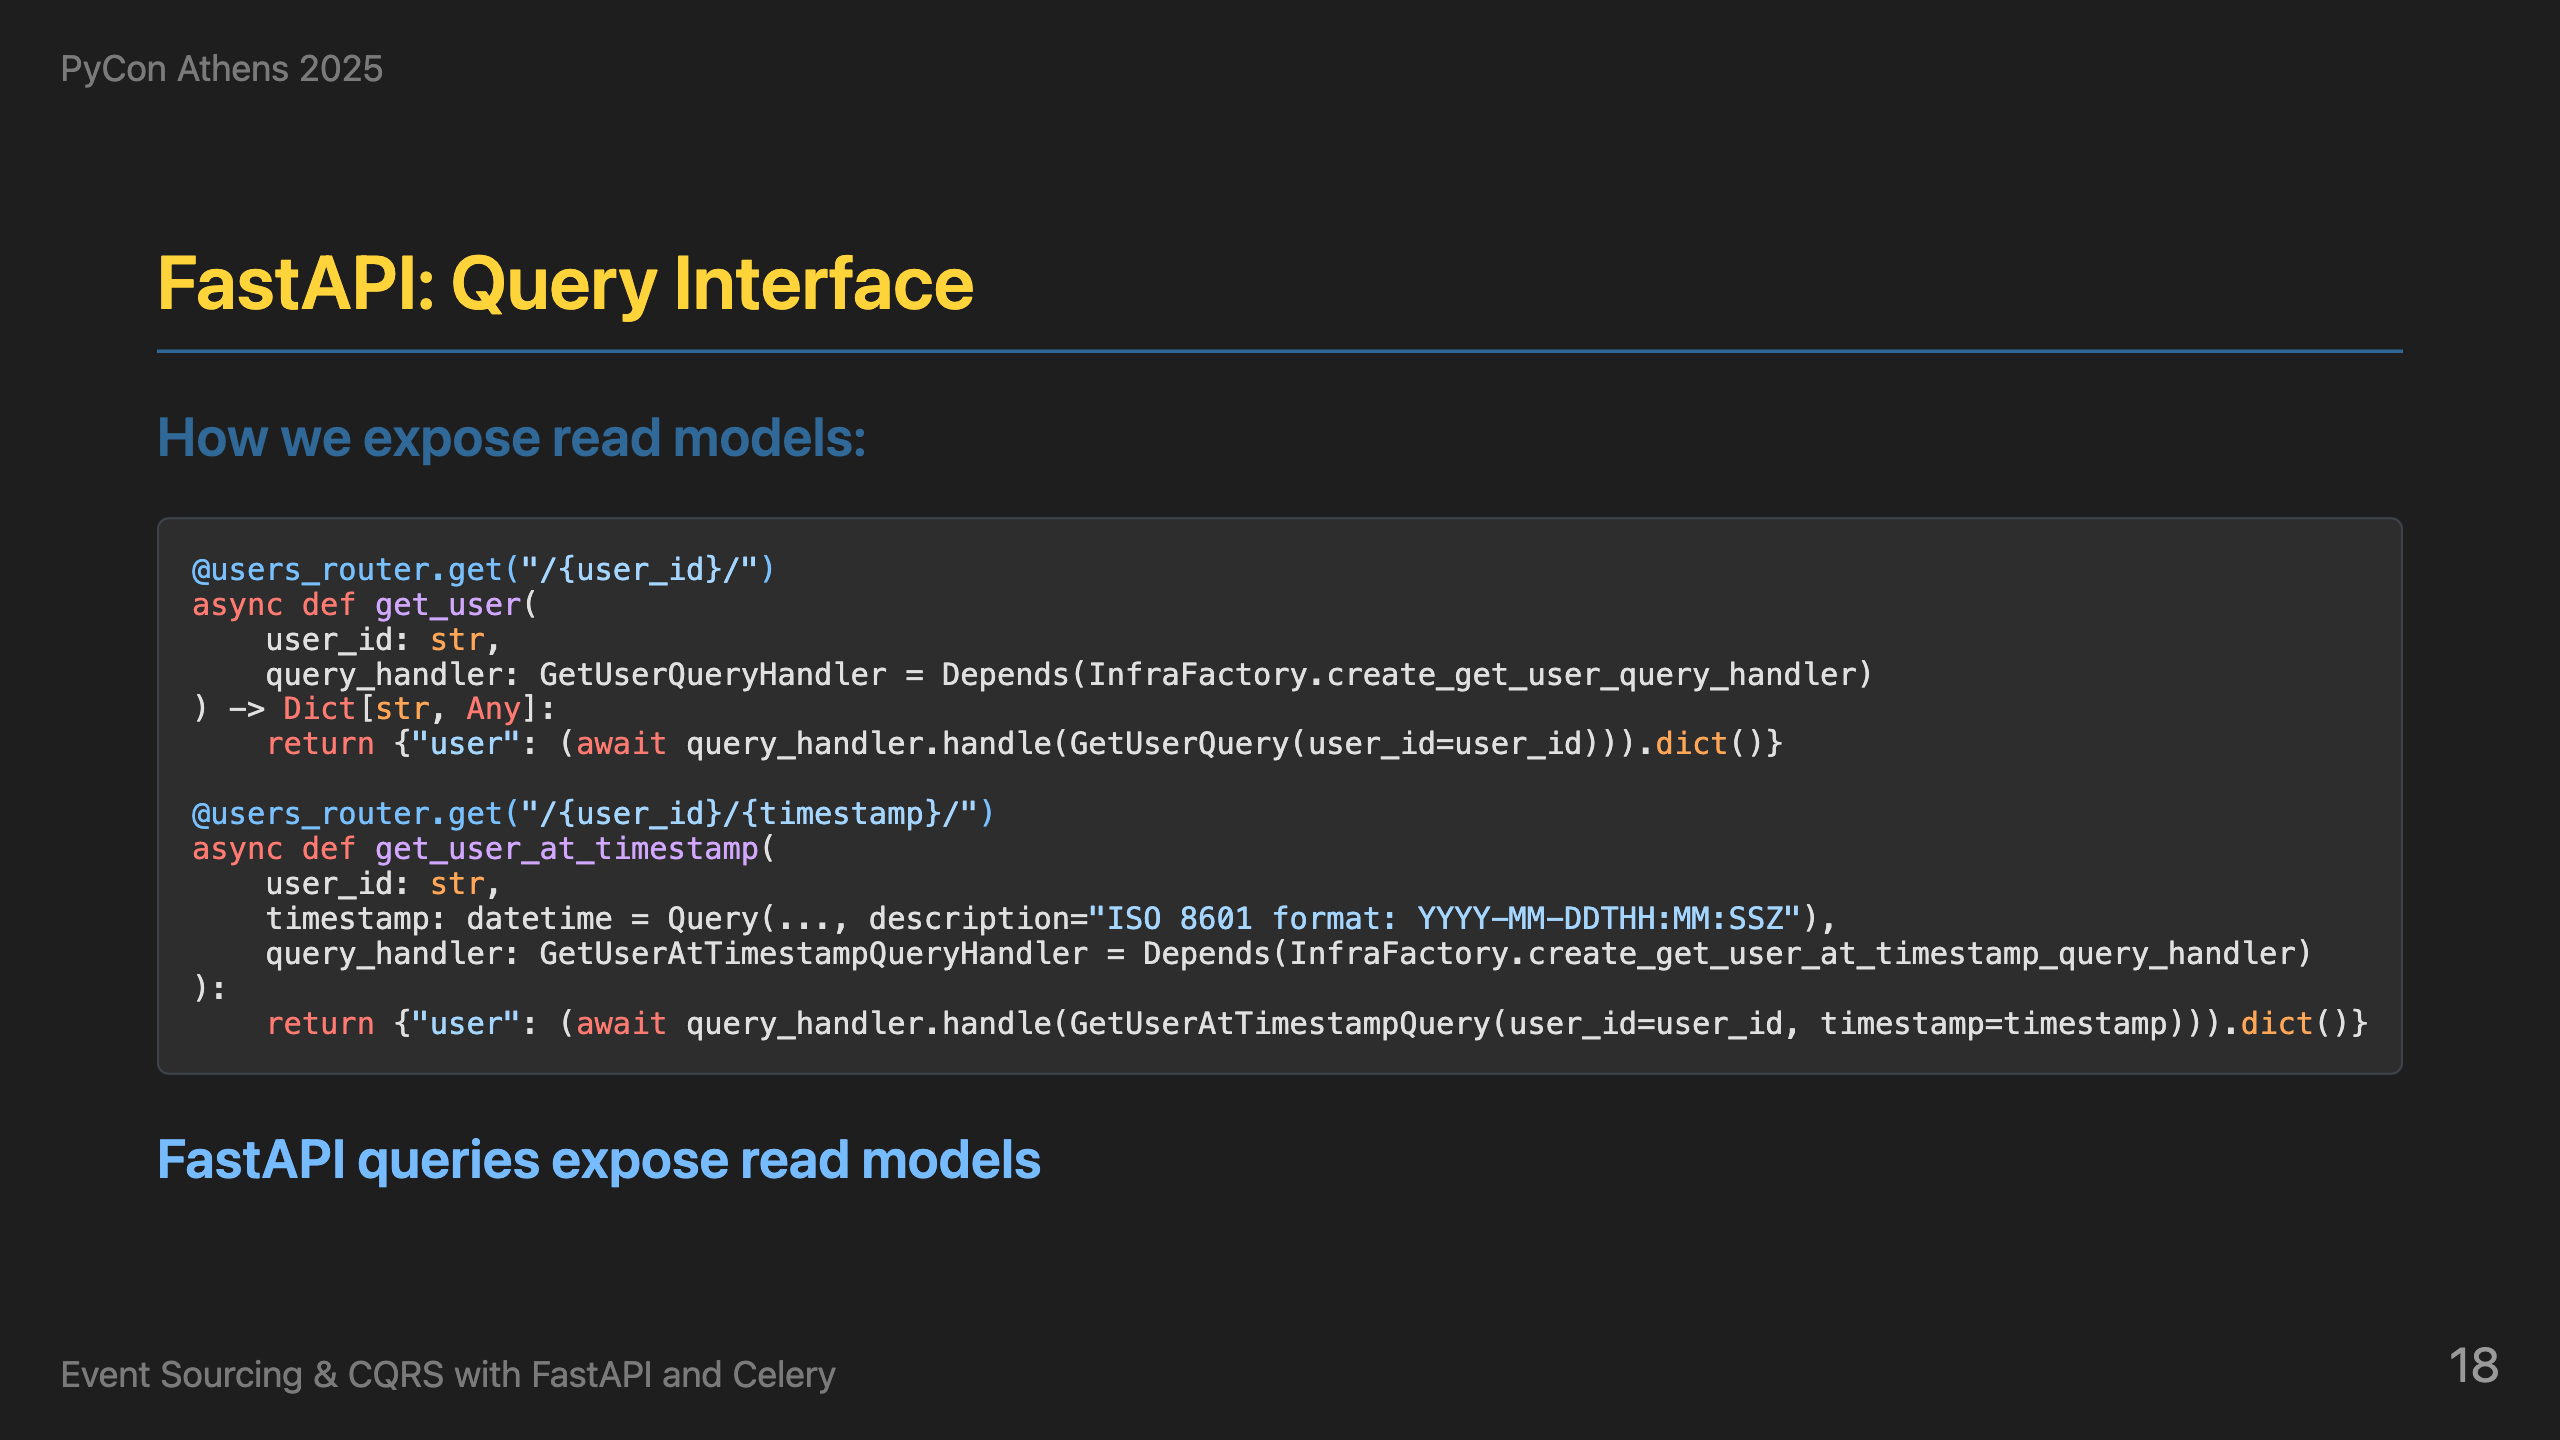 PyCon Athens 2025
FastAPI: Query Interface
How we expose read models:
@users_router.get("/{user_id}/")
async def get_user(
    user_id: str,
    query_handler: GetUserQueryHandler = Depends(InfraFactory.create_get_user_query_handler)
) -> Dict[str, Any]:
    return {"user": (await query_handler.handle(GetUserQuery(user_id=user_id))).dict()}

@users_router.get("/{user_id}/{timestamp}/")
async def get_user_at_timestamp(
    user_id: str,
    timestamp: datetime = Query(..., description="ISO 8601 format: YYYY-MM-DDTHH:MM:SSZ"),
    query_handler: GetUserAtTimestampQueryHandler = Depends(InfraFactory.create_get_user_at_timestamp_query_handler)
):
    return {"user": (await query_handler.handle(GetUserAtTimestampQuery(user_id=user_id, timestamp=timestamp))).dict()}
FastAPI queries expose read models
Event Sourcing & CQRS with FastAPI and Celery
18